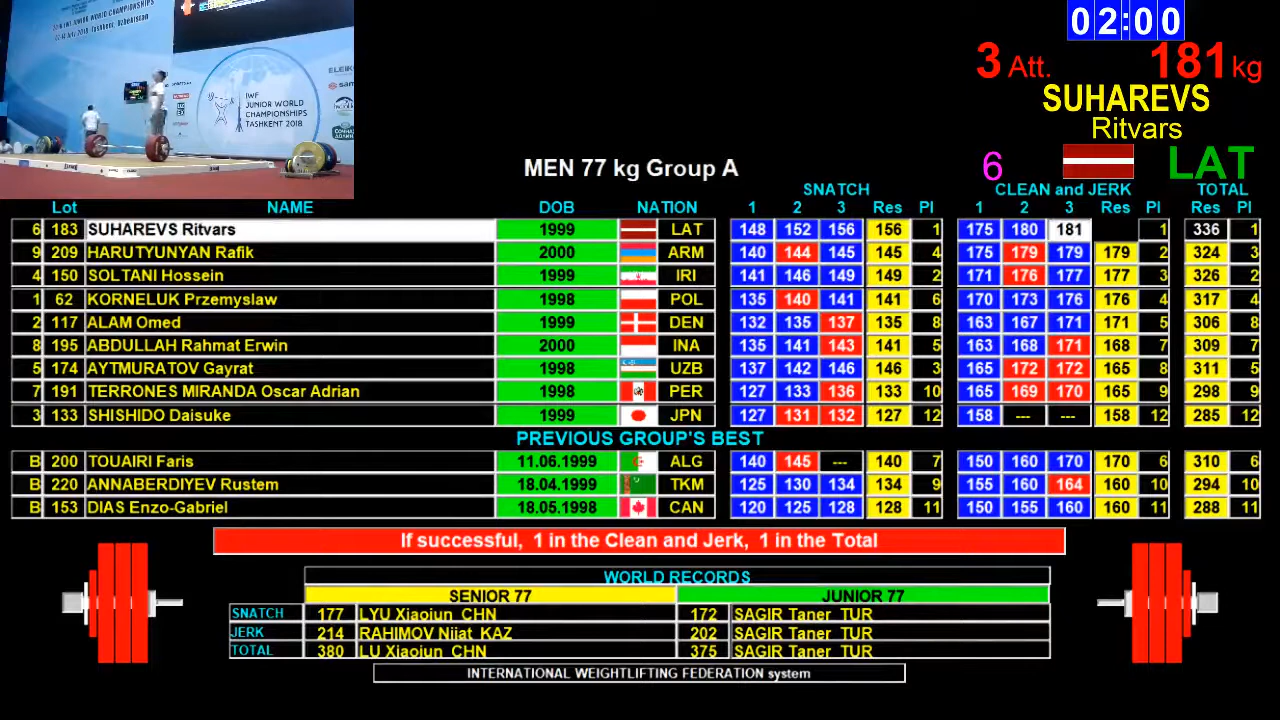 2018 IWF JUNIOR WORLD CHAMPIONSHIPS
IWF
JUNIOR WORLD
CHAMPIONSHIPS
TASHKENT 2018
ELEIKO
02:00
3 Att. 181kg
SUHAREVS
Ritvars
6 LAT
MEN 77 kg Group A
SNATCH CLEAN and JERK TOTAL
Lot NAME DOB NATION 1 2 3 Res Pl 1 2 3 Res Pl Res Pl
6 183 SUHAREVS Ritvars 1999 LAT 148 152 156 156 1 175 180 181 1 336 1
9 209 HARUTYUNYAN Rafik 2000 ARM 140 144 145 145 4 175 179 179 179 2 324 3
4 150 SOLTANI Hossein 1999 IRI 141 146 149 149 2 171 176 177 177 3 326 2
1 62 KORNELUK Przemyslaw 1998 POL 135 140 141 141 6 170 173 176 176 4 317 4
2 117 ALAM Omed 1999 DEN 132 135 137 135 8 163 167 171 171 5 306 8
8 195 ABDULLAH Rahmat Erwin 2000 INA 135 141 143 141 5 163 168 171 168 7 309 7
5 174 AYTMURATOV Gayrat 1998 UZB 137 142 146 146 3 165 172 172 165 8 311 5
7 191 TERRONES MIRANDA Oscar Adrian 1998 PER 127 133 136 133 10 165 169 170 165 9 298 9
3 133 SHISHIDO Daisuke 1999 JPN 127 131 132 127 12 158 --- --- 158 12 285 12
PREVIOUS GROUP'S BEST
B 200 TOUAIRI Faris 11.06.1999 ALG 140 145 --- 140 7 150 160 170 170 6 310 6
B 220 ANNABERDIYEV Rustem 18.04.1999 TKM 125 130 134 134 9 155 160 164 160 10 294 10
B 153 DIAS Enzo-Gabriel 18.05.1998 CAN 120 125 128 128 11 150 155 160 160 11 288 11
If successful, 1 in the Clean and Jerk, 1 in the Total
WORLD RECORDS
SENIOR 77 JUNIOR 77
SNATCH 177 LYU Xiaojun CHN 172 SAGIR Taner TUR
JERK 214 RAHIMOV Nijat KAZ 202 SAGIR Taner TUR
TOTAL 380 LU Xiaojun CHN 375 SAGIR Taner TUR
INTERNATIONAL WEIGHTLIFTING FEDERATION system